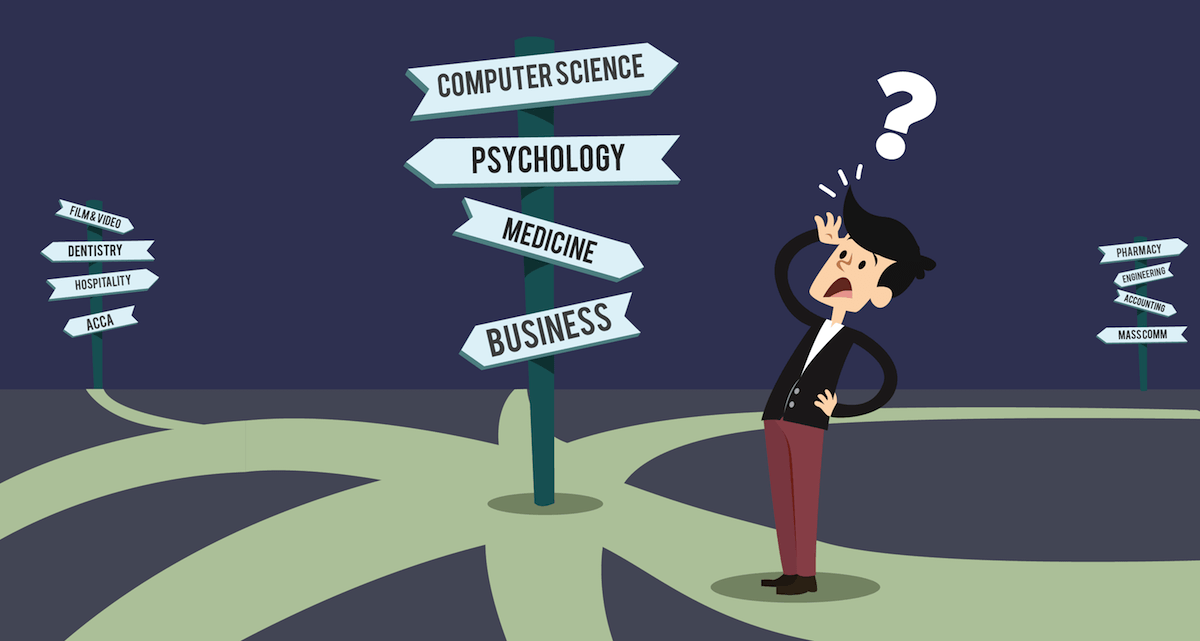 FILM & VIDEO
DENTISTRY
HOSPITALITY
ACCA
COMPUTER SCIENCE
PSYCHOLOGY
MEDICINE
BUSINESS
?
PHARMACY
ENGINEERING
ACCOUNTING
MASS COMM